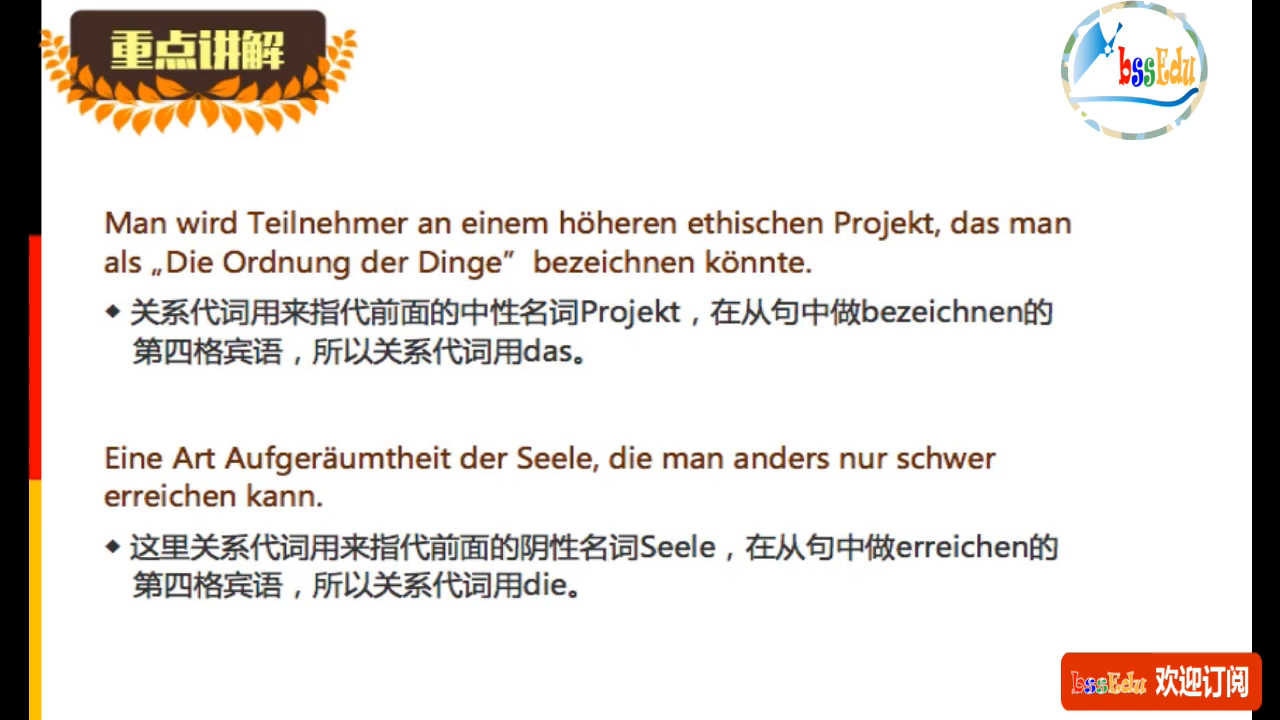 重点讲解
bssEdu
Man wird Teilnehmer an einem höheren ethischen Projekt, das man
als „Die Ordnung der Dinge” bezeichnen könnte.
◆ 关系代词用来指代前面的中性名词Projekt，在从句中做bezeichnen的
第四格宾语，所以关系代词用das。
Eine Art Aufgeräumtheit der Seele, die man anders nur schwer
erreichen kann.
◆ 这里关系代词用来指代前面的阴性名词Seele，在从句中做erreichen的
第四格宾语，所以关系代词用die。
bssEdu 欢迎订阅